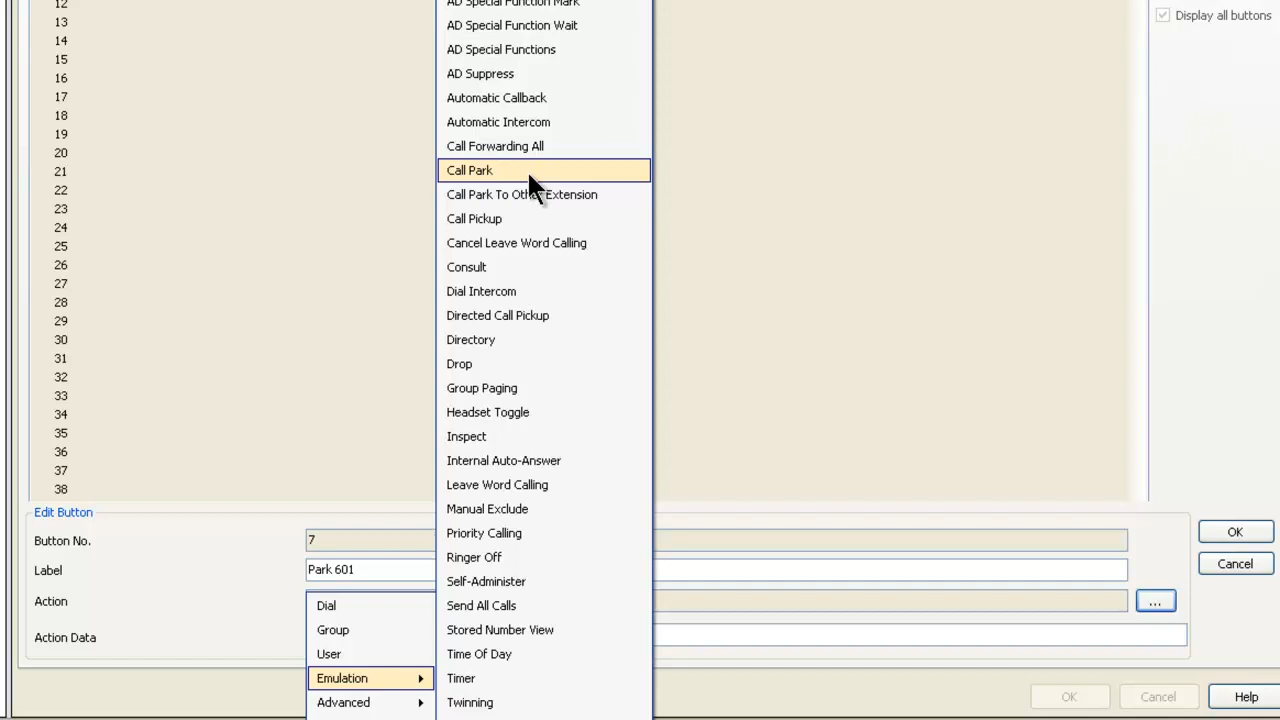 12
13
14
15
16
17
18
19
20
21
22
23
24
25
26
27
28
29
30
31
32
33
34
35
36
37
38
AD Special Function Mark
AD Special Function Wait
AD Special Functions
AD Suppress
Automatic Callback
Automatic Intercom
Call Forwarding All
Call Park
Call Park To Other Extension
Call Pickup
Cancel Leave Word Calling
Consult
Dial Intercom
Directed Call Pickup
Directory
Drop
Group Paging
Headset Toggle
Inspect
Internal Auto-Answer
Leave Word Calling
Manual Exclude
Priority Calling
Ringer Off
Self-Administer
Send All Calls
Stored Number View
Time Of Day
Timer
Twinning
Display all buttons
Edit Button
Button No.
7
Label
Park 601
Action
...
Action Data
Dial
Group
User
Emulation
Advanced
OK
Cancel
OK
Cancel
Help